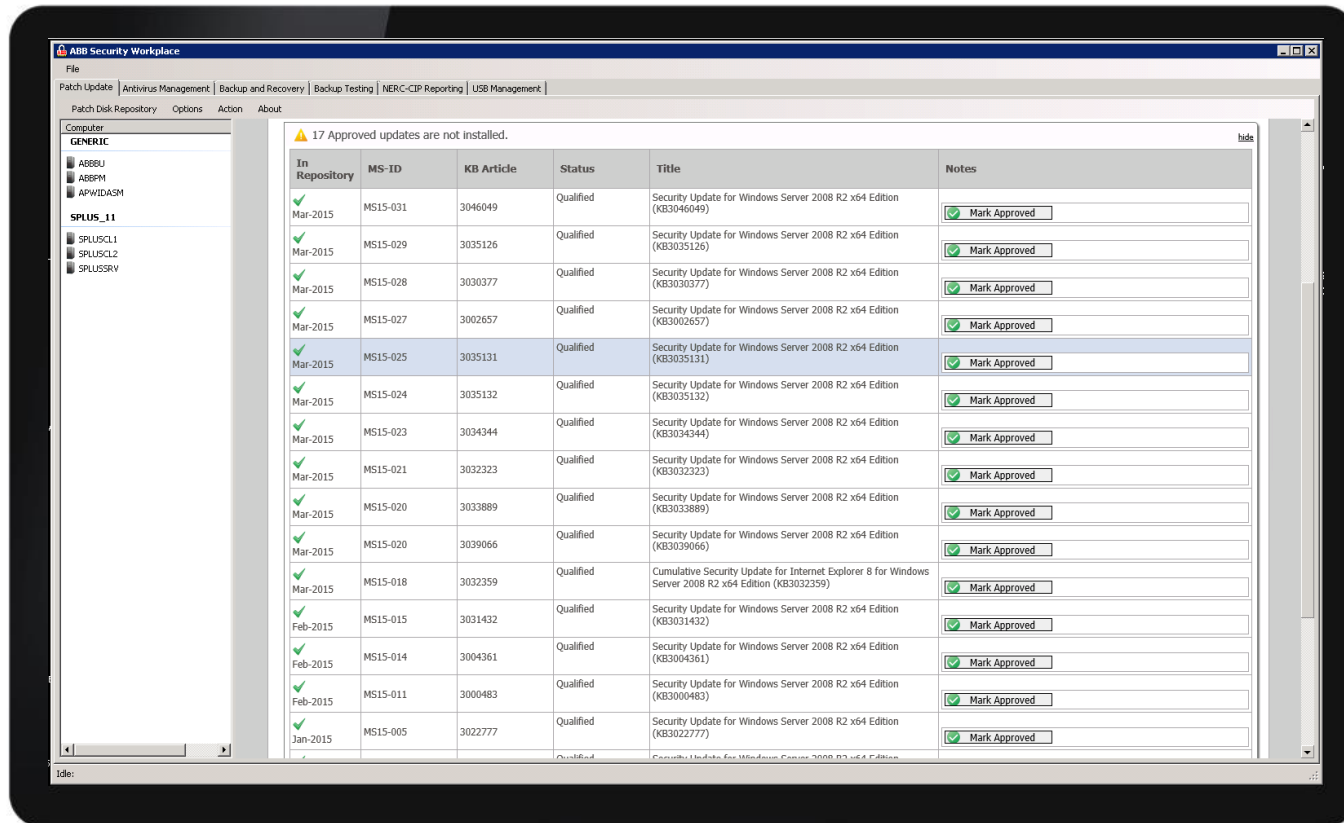 ABB Security Workplace
File
Patch Update Antivirus Management Backup and Recovery Backup Testing NERC-CIP Reporting USB Management
Patch Disk Repository Options Action About
Computer
GENERIC
ABBBU
ABBPM
APWIDASM
SPLUS_11
SPLUSCL1
SPLUSCL2
SPLUSSRV
17 Approved updates are not installed.
hide
In Repository MS-ID KB Article Status Title Notes
Mar-2015 MS15-031 3046049 Qualified Security Update for Windows Server 2008 R2 x64 Edition
(KB3046049) Mark Approved
Mar-2015 MS15-029 3035126 Qualified Security Update for Windows Server 2008 R2 x64 Edition
(KB3035126) Mark Approved
Mar-2015 MS15-028 3030377 Qualified Security Update for Windows Server 2008 R2 x64 Edition
(KB3030377) Mark Approved
Mar-2015 MS15-027 3002657 Qualified Security Update for Windows Server 2008 R2 x64 Edition
(KB3002657) Mark Approved
Mar-2015 MS15-025 3035131 Qualified Security Update for Windows Server 2008 R2 x64 Edition
(KB3035131) Mark Approved
Mar-2015 MS15-024 3035132 Qualified Security Update for Windows Server 2008 R2 x64 Edition
(KB3035132) Mark Approved
Mar-2015 MS15-023 3034344 Qualified Security Update for Windows Server 2008 R2 x64 Edition
(KB3034344) Mark Approved
Mar-2015 MS15-021 3032323 Qualified Security Update for Windows Server 2008 R2 x64 Edition
(KB3032323) Mark Approved
Mar-2015 MS15-020 3033889 Qualified Security Update for Windows Server 2008 R2 x64 Edition
(KB3033889) Mark Approved
Mar-2015 MS15-020 3039066 Qualified Security Update for Windows Server 2008 R2 x64 Edition
(KB3039066) Mark Approved
Mar-2015 MS15-018 3032359 Qualified Cumulative Security Update for Internet Explorer 8 for Windows
Server 2008 R2 x64 Edition (KB3032359) Mark Approved
Feb-2015 MS15-015 3031432 Qualified Security Update for Windows Server 2008 R2 x64 Edition
(KB3031432) Mark Approved
Feb-2015 MS15-014 3004361 Qualified Security Update for Windows Server 2008 R2 x64 Edition
(KB3004361) Mark Approved
Feb-2015 MS15-011 3000483 Qualified Security Update for Windows Server 2008 R2 x64 Edition
(KB3000483) Mark Approved
Jan-2015 MS15-005 3022777 Qualified Security Update for Windows Server 2008 R2 x64 Edition
(KB3022777) Mark Approved
Qualified Security Update for Windows Server 2008 R2 x64 Edition
Idle: